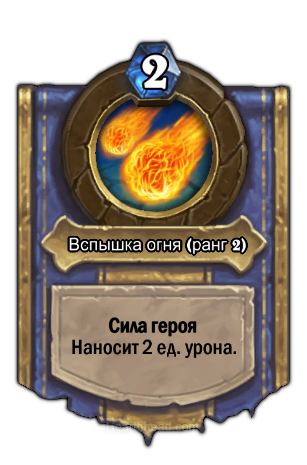 2
Вспышка огня (ранг 2)
Сила героя
Наносит 2 ед. урона.